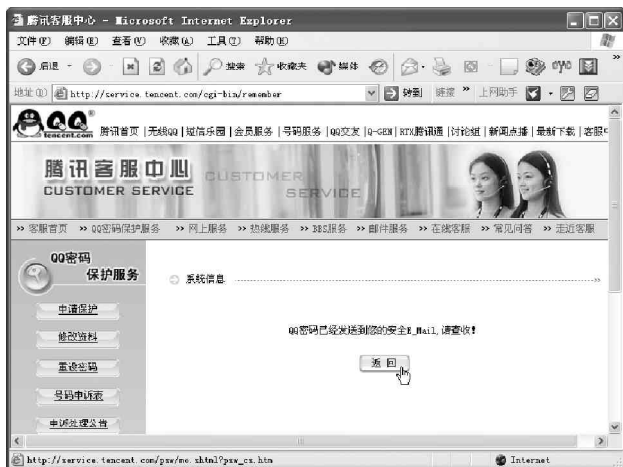 腾讯客服中心 - Microsoft Internet Explorer
文件(F) 编辑(E) 查看(V) 收藏(A) 工具(T) 帮助(H)
后退 搜索 收藏夹 媒体
地址(D) http://service.tencent.com/cgi-bin/remember 转到 链接 » 上网助手
QQ 腾讯首页 | 无线QQ | 短信乐园 | 会员服务 | 号码服务 | QQ交友 | Q-GEN | RTX腾讯通 | 讨论组 | 新闻点播 | 最新下载 | 客服
tencent.com
腾讯客服中心 CUSTOMER
CUSTOMER SERVICE SERVICE
>> 客服首页 >> QQ密码保护服务 >> 网上服务 >> 热线服务 >> BBS服务 >> 邮件服务 >> 在线客服 >> 常见问答 >> 走近客服
QQ密码
保护服务
系统信息
申请保护
修改资料
重设密码
号码申诉表
申诉处理公告
QQ密码已经发送到您的安全E_Mail,请查收!
返回
http://service.tencent.com/psw/mo.shtml?psw_cx.htm Internet